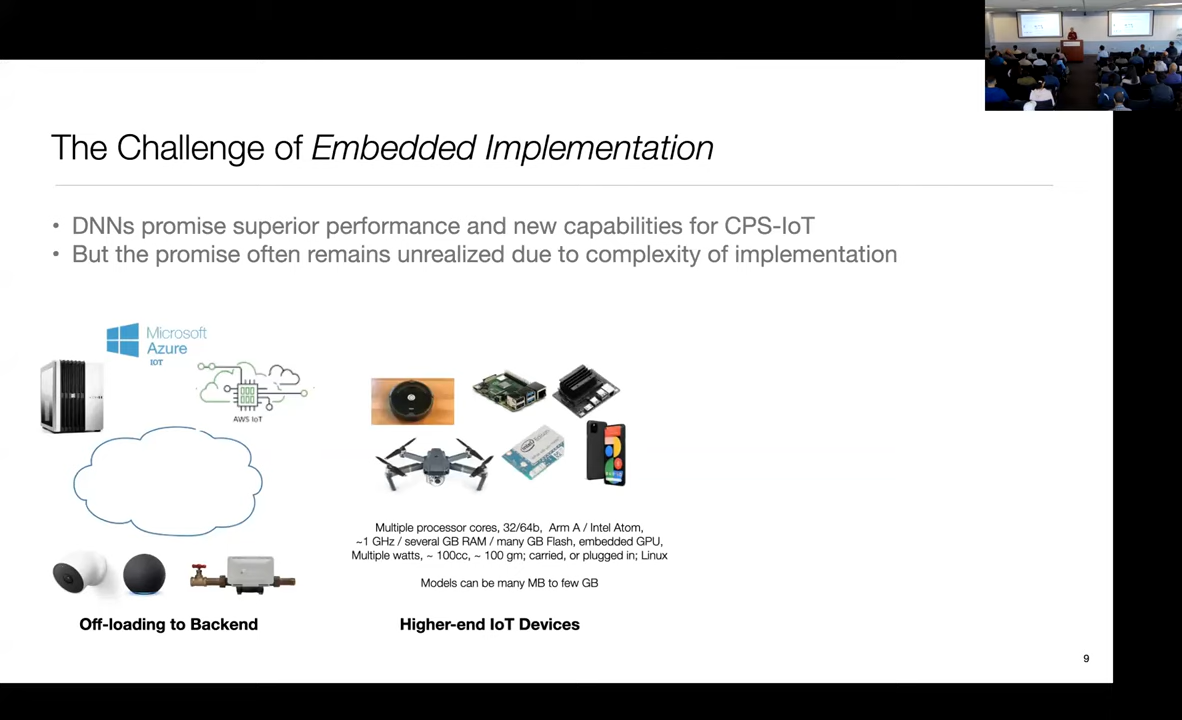 The Challenge of Embedded Implementation
• DNNs promise superior performance and new capabilities for CPS-IoT
• But the promise often remains unrealized due to complexity of implementation
Microsoft
Azure
IOT
AWS IoT
Multiple processor cores, 32/64b, Arm A / Intel Atom,
~1 GHz / several GB RAM / many GB Flash, embedded GPU,
Multiple watts, ~ 100cc, ~ 100 gm; carried, or plugged in; Linux
Models can be many MB to few GB
Off-loading to Backend
Higher-end IoT Devices
9